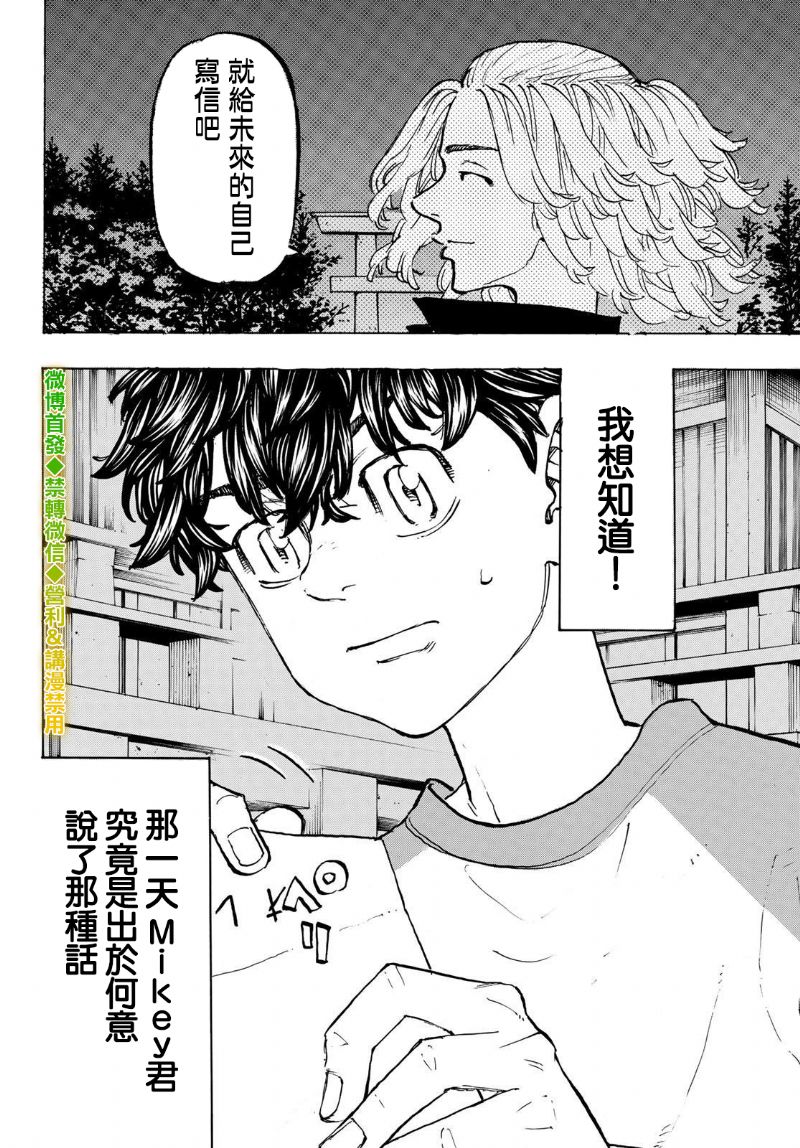 就給未來的自己
寫信吧
我想知道！
那一天Mikey君
究竟是出於何意
說了那種話
微博首發◆禁轉微信◆營利&講漫禁用